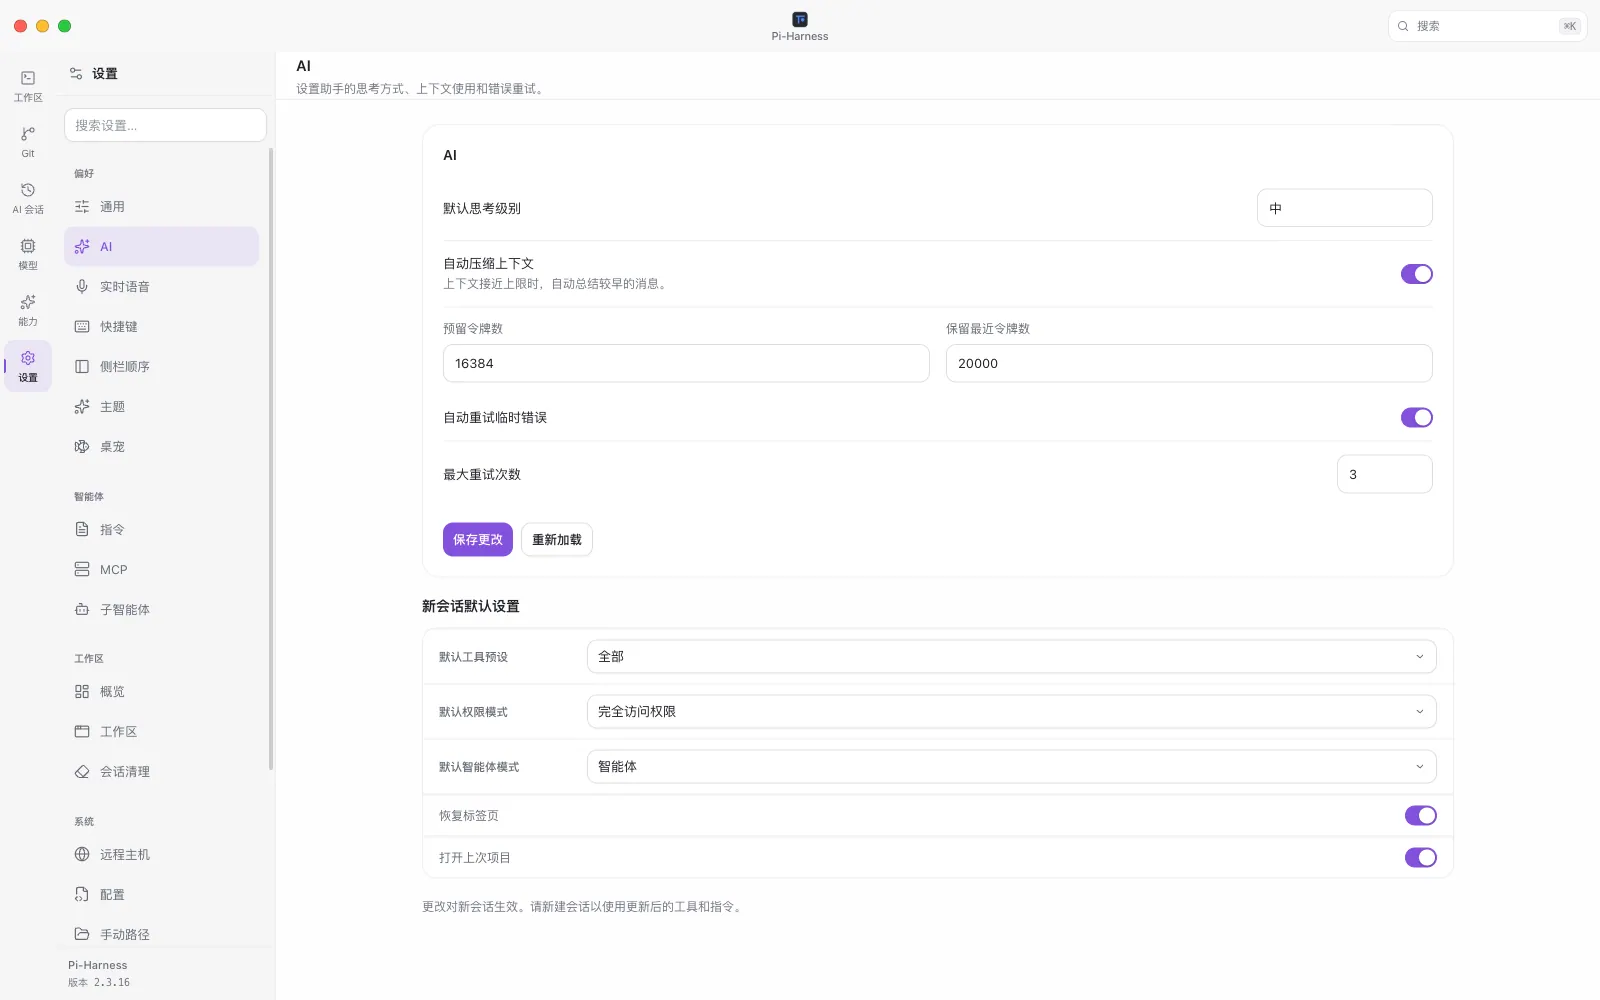 Pi-Harness
搜索
⌘K
工作区
Git
AI 会话
模型
能力
设置
设置
搜索设置...
偏好
通用
AI
实时语音
快捷键
侧栏顺序
主题
桌宠
智能体
指令
MCP
子智能体
工作区
概览
工作区
会话清理
系统
远程主机
配置
手动路径
Pi-Harness
版本 2.3.16
AI
设置助手的思考方式、上下文使用和错误重试。
AI
默认思考级别
中
自动压缩上下文
上下文接近上限时，自动总结较早的消息。
预留令牌数
保留最近令牌数
16384
20000
自动重试临时错误
最大重试次数
3
保存更改
重新加载
新会话默认设置
默认工具预设
全部
默认权限模式
完全访问权限
默认智能体模式
智能体
恢复标签页
打开上次项目
更改对新会话生效。请新建会话以使用更新后的工具和指令。